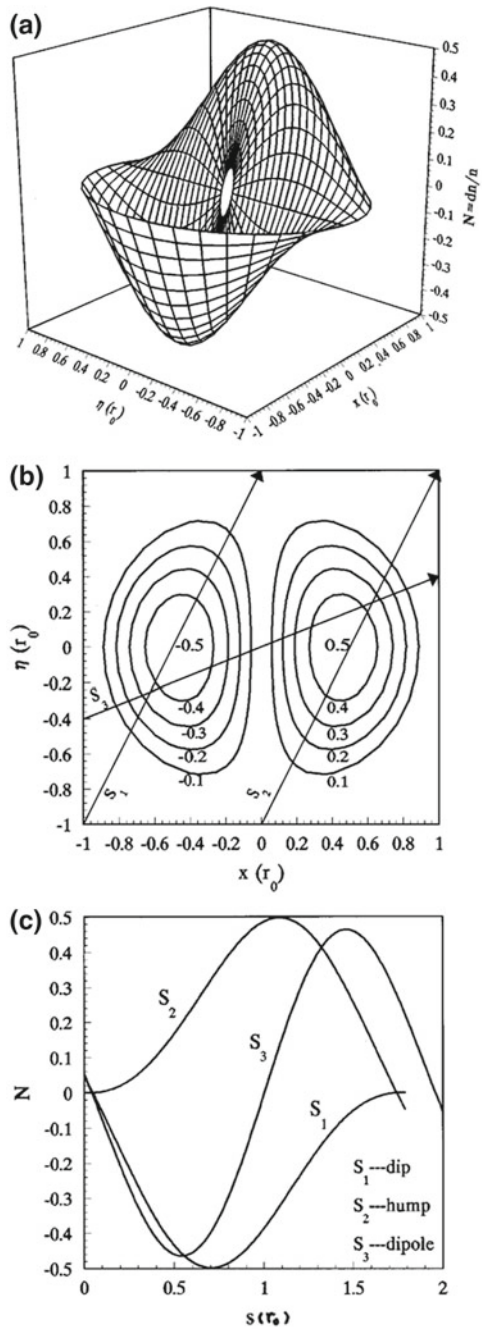 (a)
0.5
0.4
0.3
0.2
0.1
0
-0.1
-0.2
-0.3
-0.4
-0.5
N = dn/n
1 0.8 0.6 0.4 0.2 0 -0.2 -0.4 -0.6 -0.8 -1
η (r0)
-1 -0.8 -0.6 -0.4 -0.2 0 0.2 0.4 0.6 0.8 1
x (r0)
(b)
1
0.8
0.6
0.4
0.2
0
-0.2
-0.4
-0.6
-0.8
-1
η (r0)
-0.5 0.5
-0.4 0.4
-0.3 0.3
-0.2 0.2
-0.1 0.1
S3
S1 S2
-1 -0.8 -0.6 -0.4 -0.2 0 0.2 0.4 0.6 0.8 1
x (r0)
(c)
0.5
0.4
0.3
0.2
0.1
0
-0.1
-0.2
-0.3
-0.4
-0.5
N
S2
S3
S1
S1---dip
S2---hump
S3---dipole
0 0.5 1 1.5 2
s(r0)